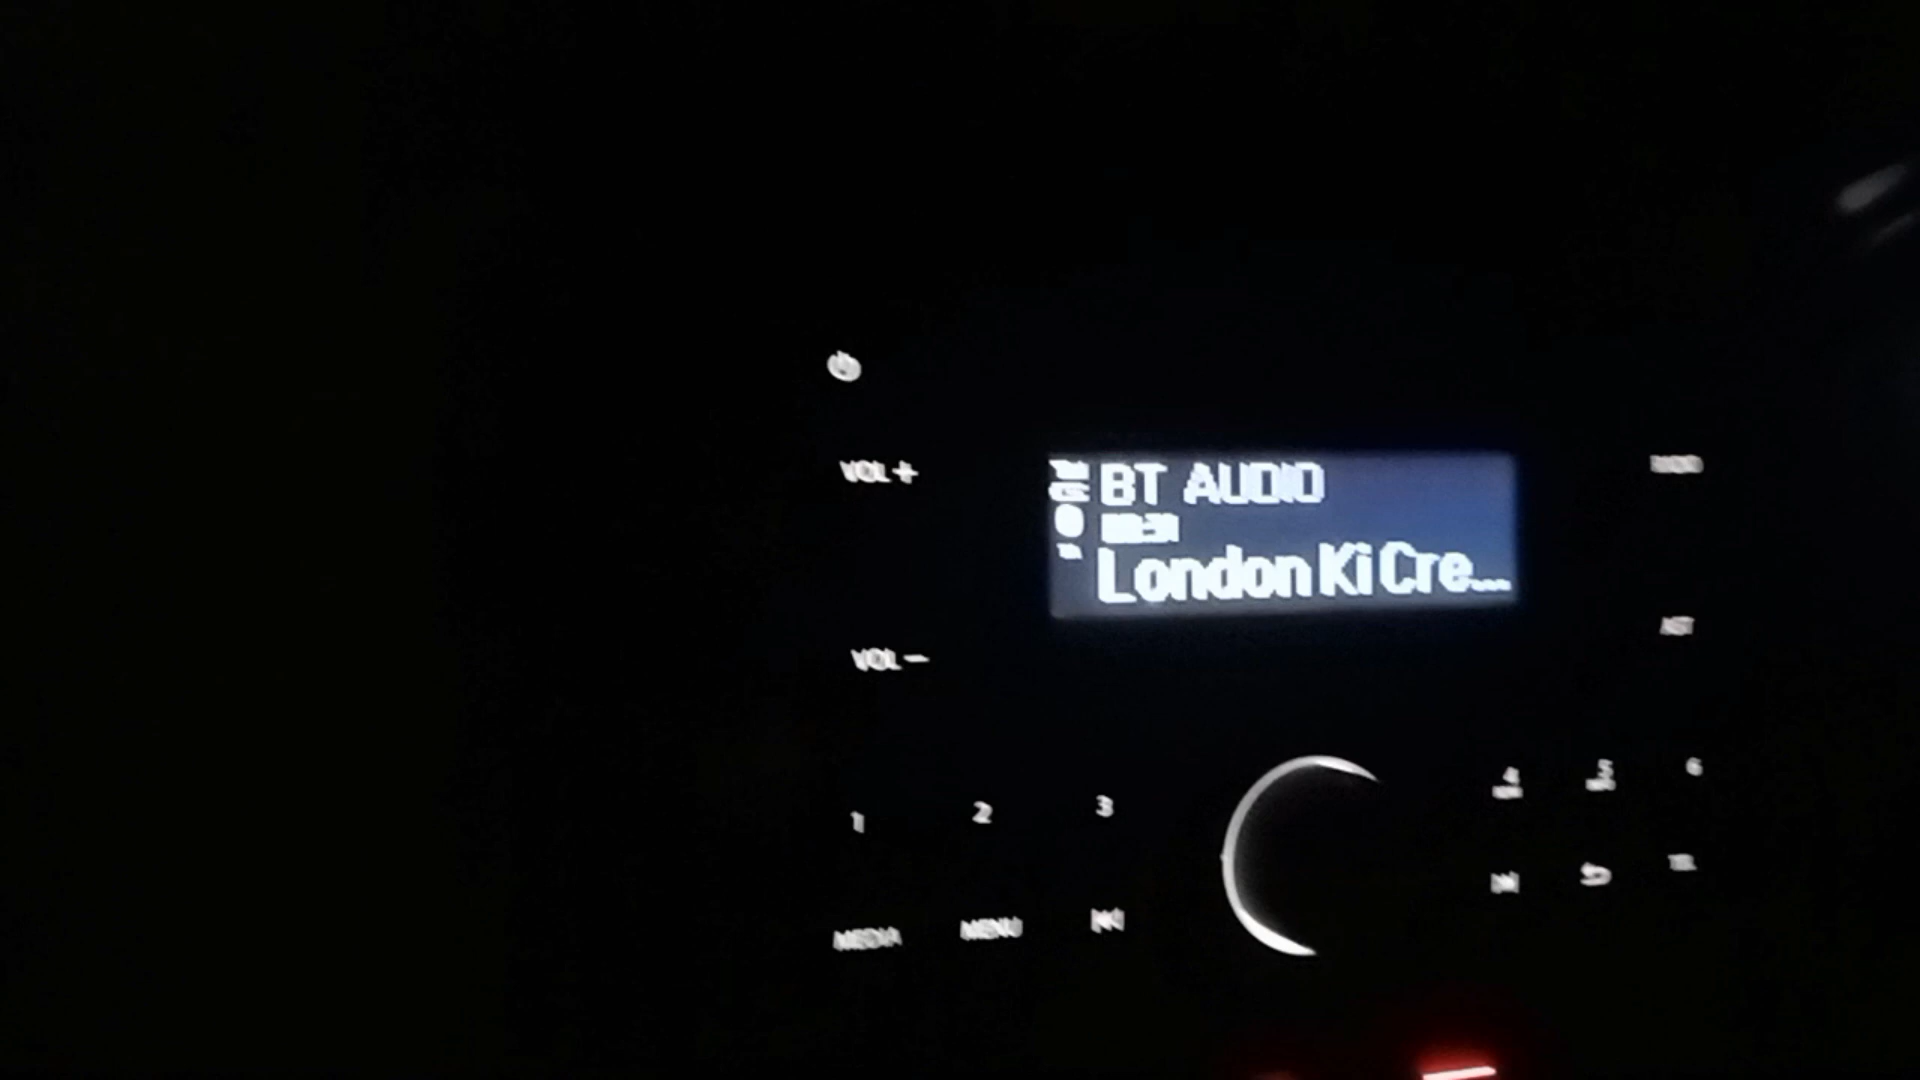 VOL+
BT AUDIO
London Ki Cre...
VOL-
1 2 3 4 5 6
MEDIA MENU